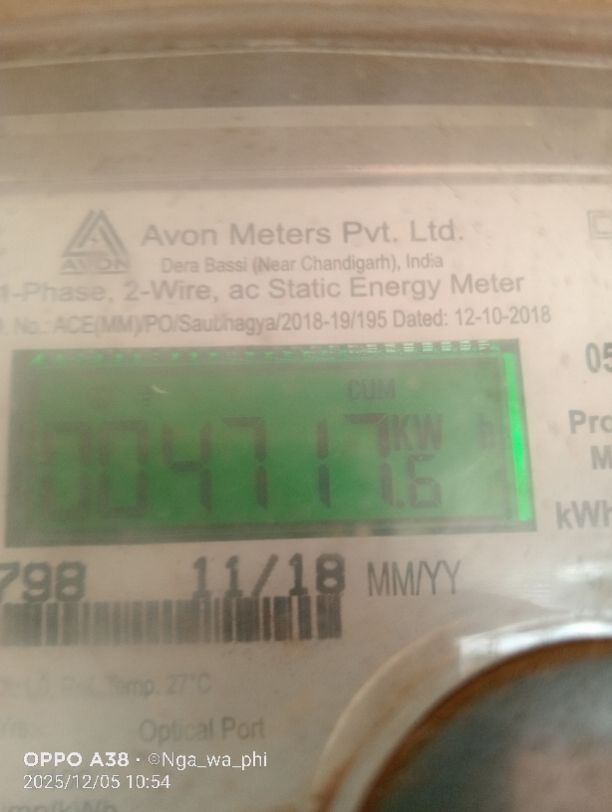 Avon Meters Pvt. Ltd.
AVON
Dera Bassi (Near Chandigarh), India
1-Phase, 2-Wire, ac Static Energy Meter
No.: ACE(MM)/PO/Saubhagya/2018-19/195 Dated: 12-10-2018
05
CUM
004717.6 KW h
Pro
M
kWh
798 11/18 MM/YY
Temp. 27°C
Optical Port
OPPO A38 · ©Nga_wa_phi
2025/12/05 10:54
mp/kWh